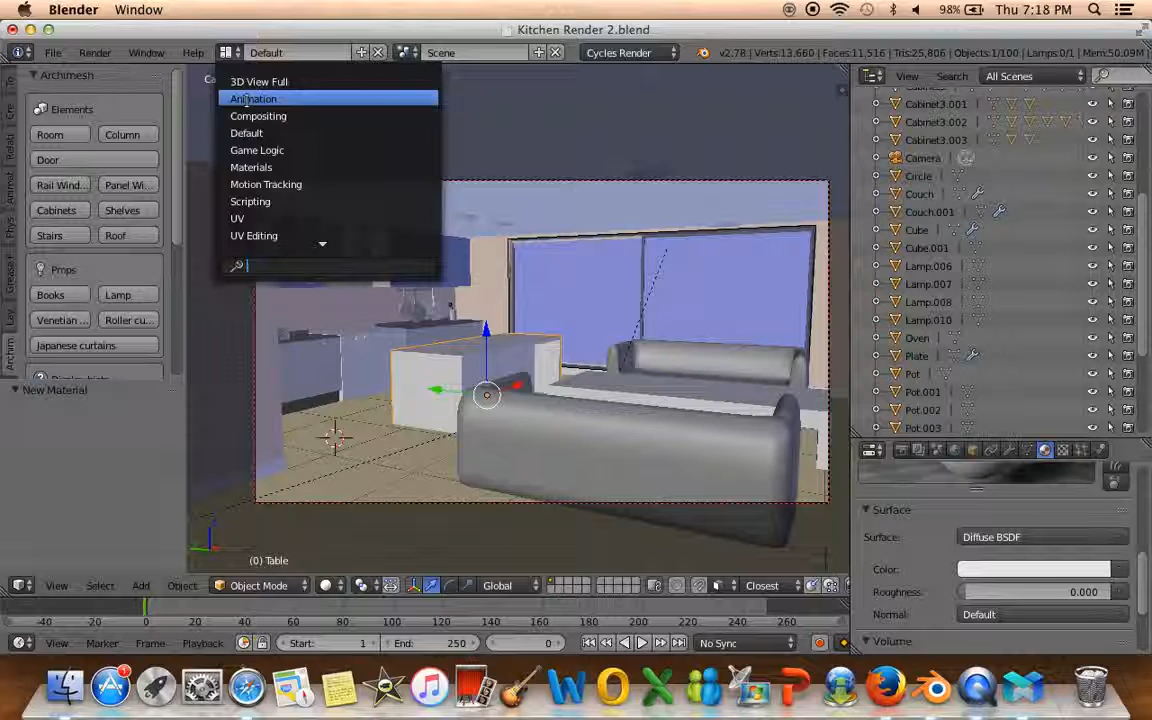 Blender Window 98% Thu 7:18 PM
Kitchen Render 2.blend
File Render Window Help Default Scene Cycles Render v2.78 | Verts:13,660 | Faces:11,516 | Tris:25,806 | Objects:1/100 | Lamps:0/1 | Mem:50.09M
Archimesh
Elements
Room Column
Door
Rail Wind... Panel Wi...
Cabinets Shelves
Stairs Roof
Props
Books Lamp
Venetian ... Roller cu...
Japanese curtains
New Material
3D View Full
Animation
Compositing
Default
Game Logic
Materials
Motion Tracking
Scripting
UV
UV Editing
(0) Table
View Search All Scenes
Cabinet3.001
Cabinet3.002
Cabinet3.003
Camera
Circle
Couch
Couch.001
Cube
Cube.001
Lamp.006
Lamp.007
Lamp.008
Lamp.010
Oven
Plate
Pot
Pot.001
Pot.002
Pot.003
Surface
Surface: Diffuse BSDF
Color:
Roughness: 0.000
Normal: Default
Volume
View Select Add Object Object Mode Global Closest
-40 -20 0 20 40 60 80 100 120 140 160 180 200 220 240 260
View Marker Frame Playback Start: 1 End: 250 0 No Sync